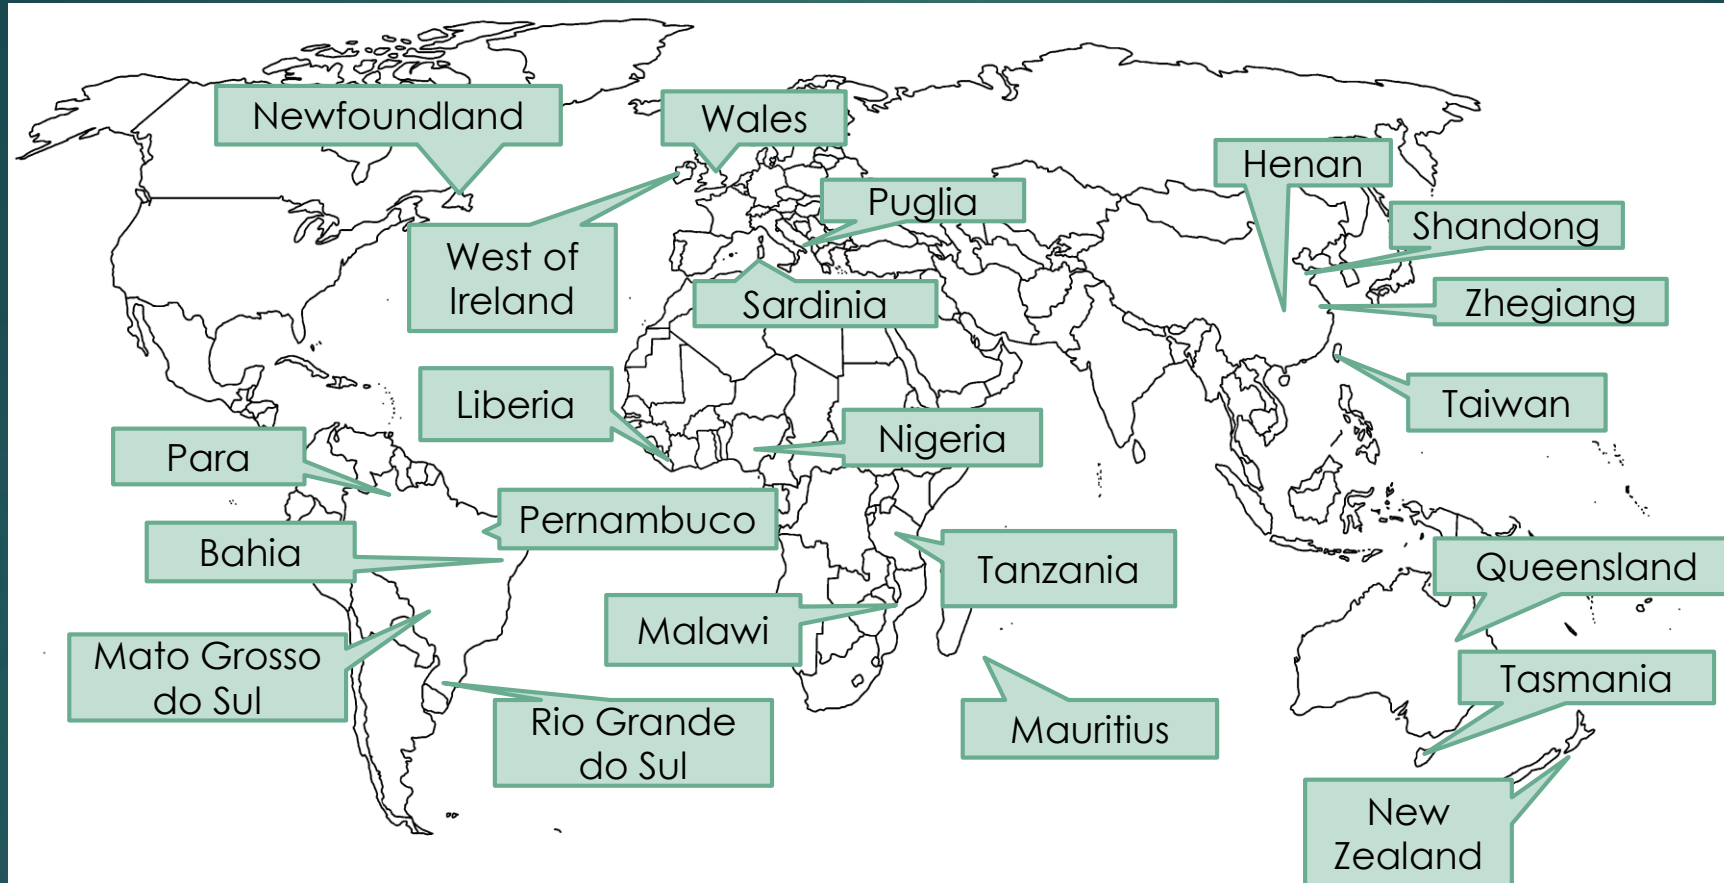 Newfoundland
Wales
Henan
Puglia
Shandong
West of
Ireland
Sardinia
Zhegiang
Liberia
Taiwan
Nigeria
Para
Pernambuco
Bahia
Tanzania
Queensland
Malawi
Mato Grosso
do Sul
Tasmania
Rio Grande
do Sul
Mauritius
New
Zealand